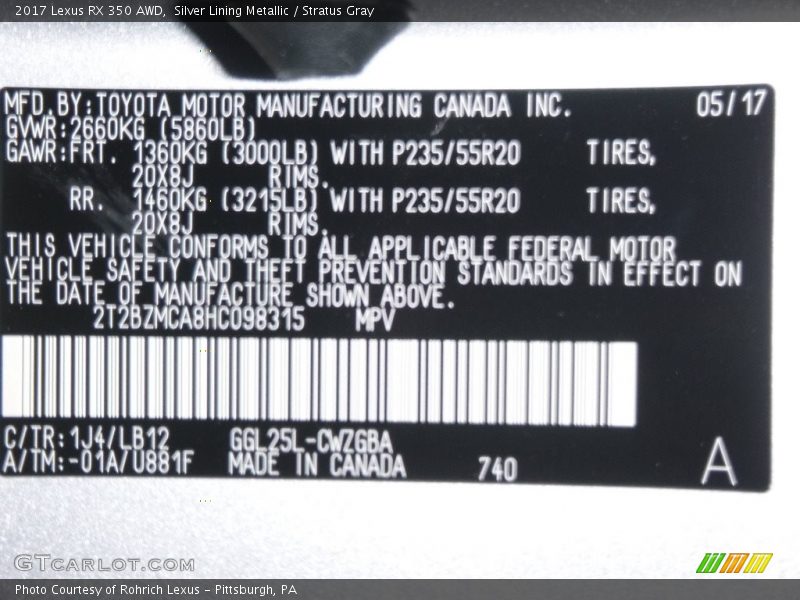 2017 Lexus RX 350 AWD,  Silver Lining Metallic / Stratus Gray
MFD.BY:TOYOTA MOTOR MANUFACTURING CANADA INC. 05/17
GVWR:2660KG (5860LB)
GAWR:FRT. 1360KG (3000LB) WITH P235/55R20 TIRES,
20X8J RIMS.
RR. 1460KG (3215LB) WITH P235/55R20 TIRES,
20X8J RIMS.
THIS VEHICLE CONFORMS TO ALL APPLICABLE FEDERAL MOTOR
VEHICLE SAFETY AND THEFT PREVENTION STANDARDS IN EFFECT ON
THE DATE OF MANUFACTURE SHOWN ABOVE.
2T2BZMCA8HC098315 MPV
C/TR:1J4/LB12 GGL25L-CWZGBA
A/TM:-01A/U881F MADE IN CANADA 740 A
GTCARLOT.COM
Photo Courtesy of Rohrich Lexus - Pittsburgh, PA